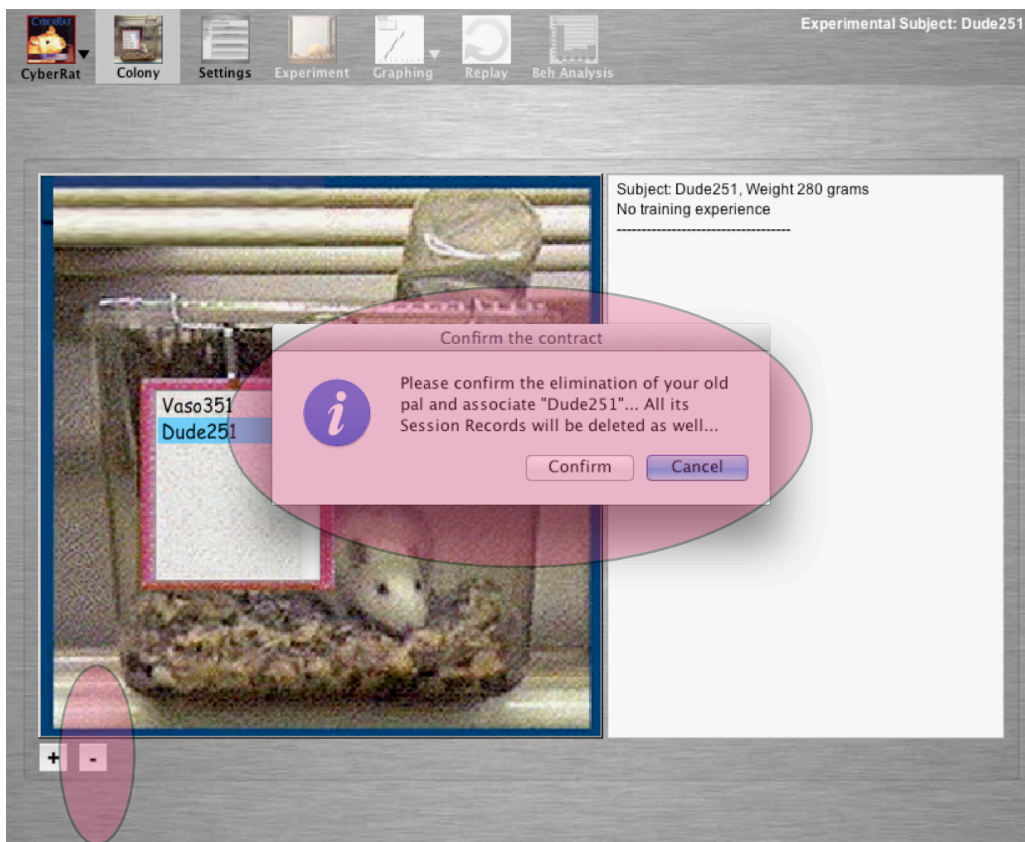 Experimental Subject: Dude251
CYBERRAT
CyberRat
Colony
Settings
Experiment
Graphing
Replay
Beh Analysis
Subject: Dude251, Weight 280 grams
No training experience
-----------------------------------
Vaso351
Dude251
Confirm the contract
i
Please confirm the elimination of your old
pal and associate "Dude251"... All its
Session Records will be deleted as well...
Confirm
Cancel
+
-